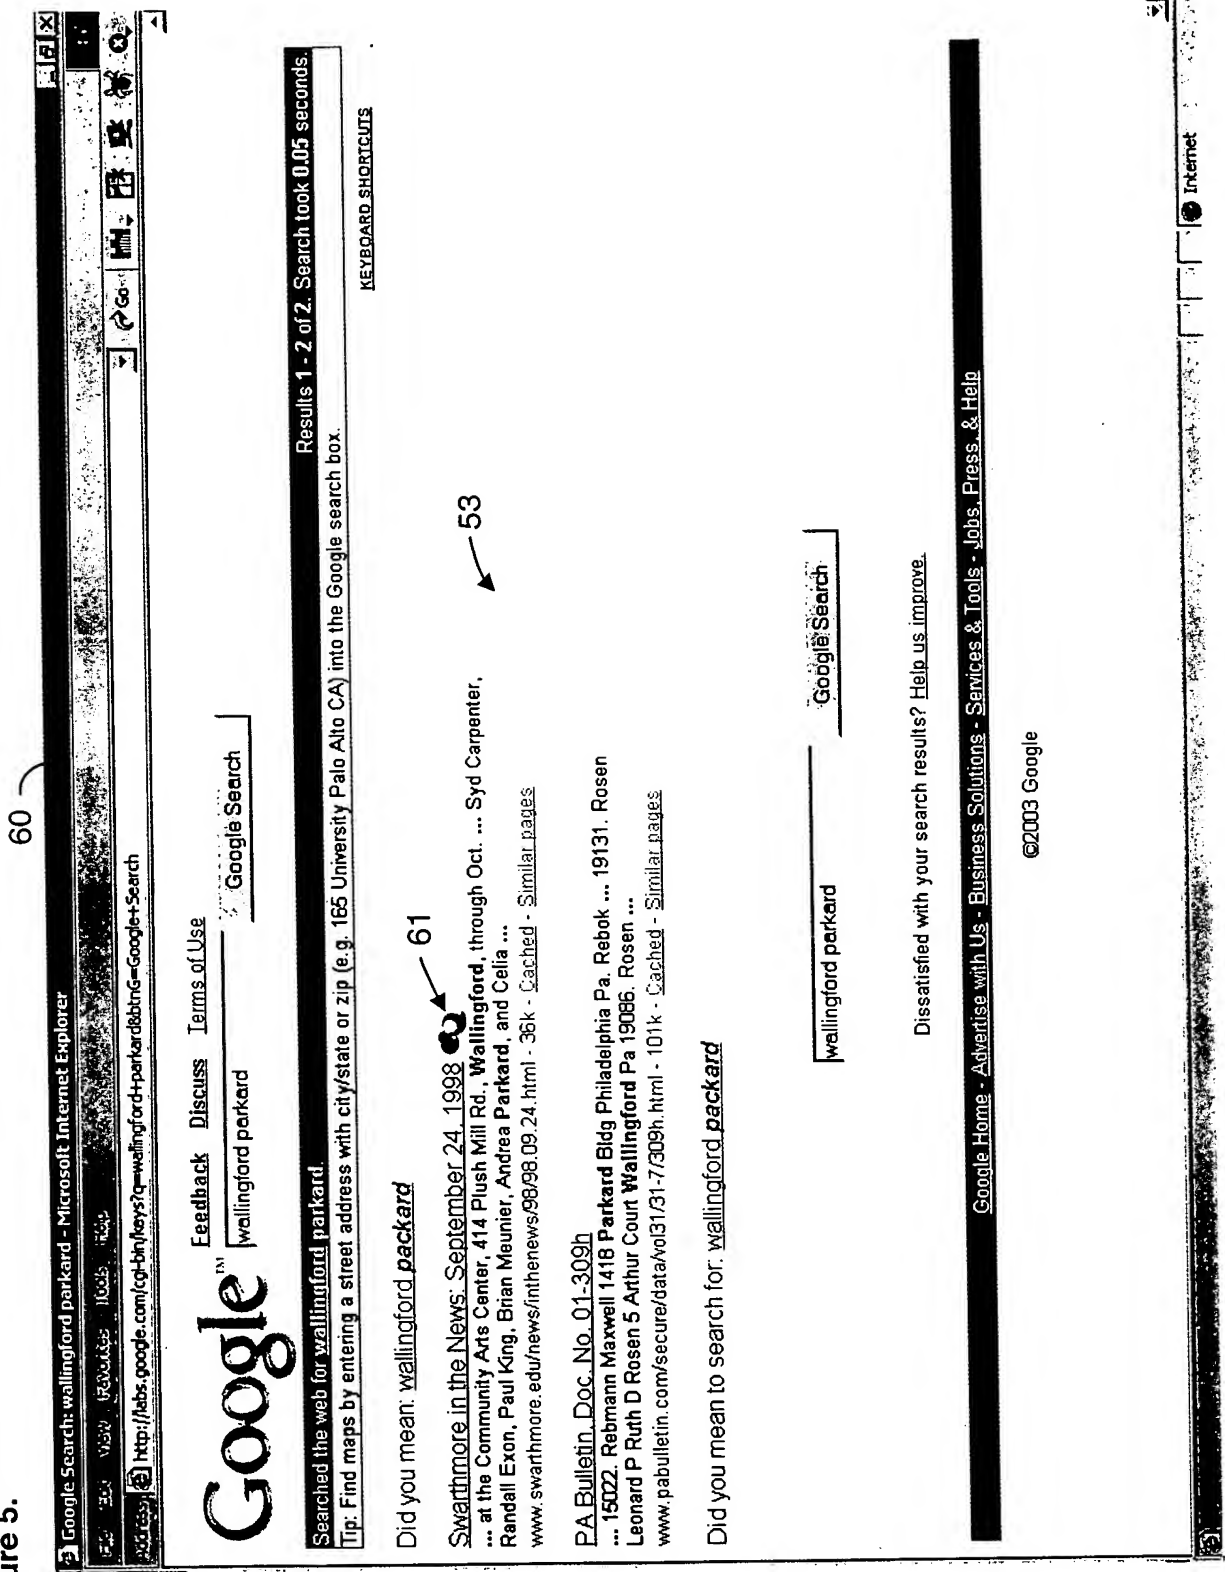 ure 5.
60
Google Search: wallingford parkard - Microsoft Internet Explorer
File Edit View Favorites Tools Help
Address http://labs.google.com/cgi-bin/keys?q=wallingford+parkard&btnG=Google+Search Go
Feedback Discuss Terms of Use
Google™
wallingford parkard Google Search
Searched the web for wallingford parkard. Results 1 - 2 of 2. Search took 0.05 seconds.
Tip: Find maps by entering a street address with city/state or zip (e.g. 165 University Palo Alto CA) into the Google search box.
KEYBOARD SHORTCUTS
Did you mean: wallingford packard
61
Swarthmore in the News: September 24, 1998
... at the Community Arts Center, 414 Plush Mill Rd., Wallingford, through Oct. ... Syd Carpenter,
Randall Exon, Paul King, Brian Meunier, Andrea Parkard, and Celia ...
www.swarthmore.edu/news/inthenews/98/98.09.24.html - 36k - Cached - Similar pages
53
PA Bulletin, Doc. No. 01-309h
... 15022. Rebmann Maxwell 1418 Parkard Bldg Philadelphia Pa. Rebok ... 19131. Rosen
Leonard P Ruth D Rosen 5 Arthur Court Wallingford Pa 19086. Rosen ...
www.pabulletin.com/secure/data/vol31/31-7/309h.html - 101k - Cached - Similar pages
Did you mean to search for: wallingford packard
wallingford parkard Google Search
Dissatisfied with your search results? Help us improve.
Google Home - Advertise with Us - Business Solutions - Services & Tools - Jobs, Press, & Help
©2003 Google
Internet